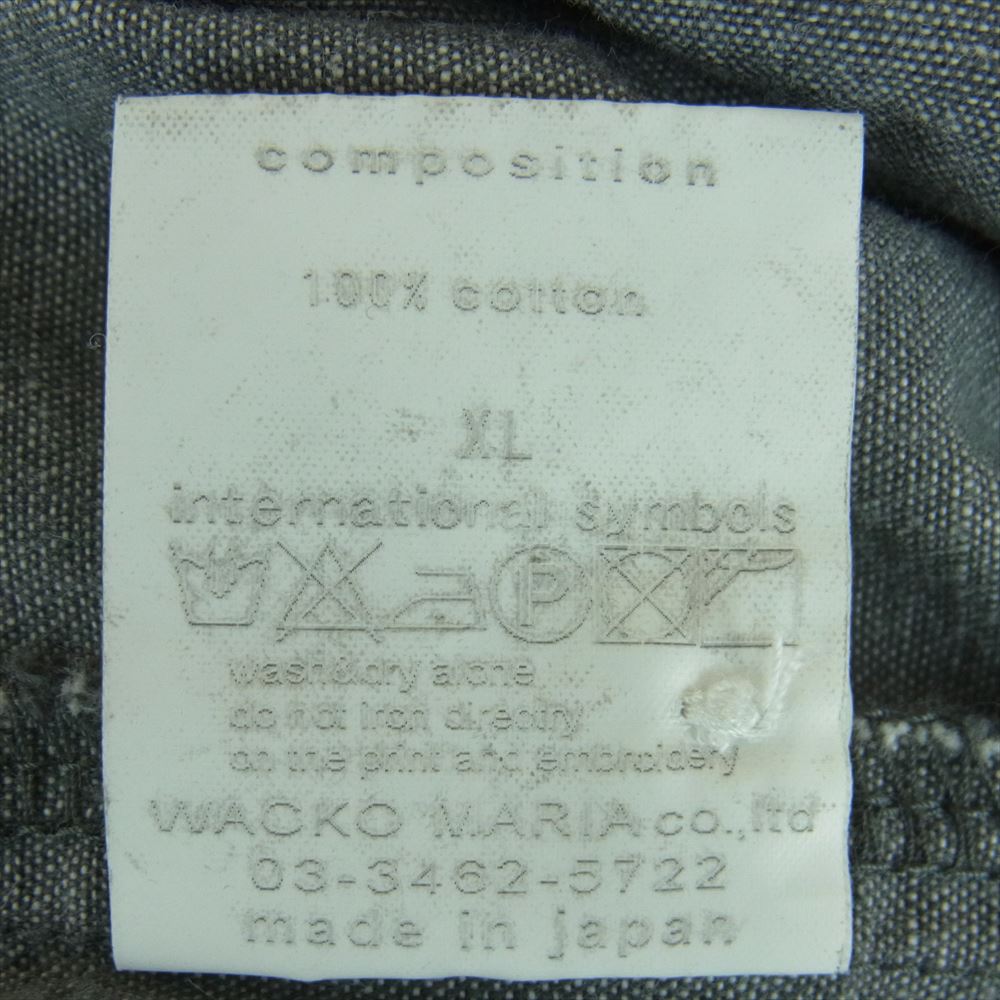 composition
100% cotton
XL
international symbols
P
wash&dry alone
do not iron directry
on the print and embroidery
WACKO MARIA co.,ltd
03-3462-5722
made in japan